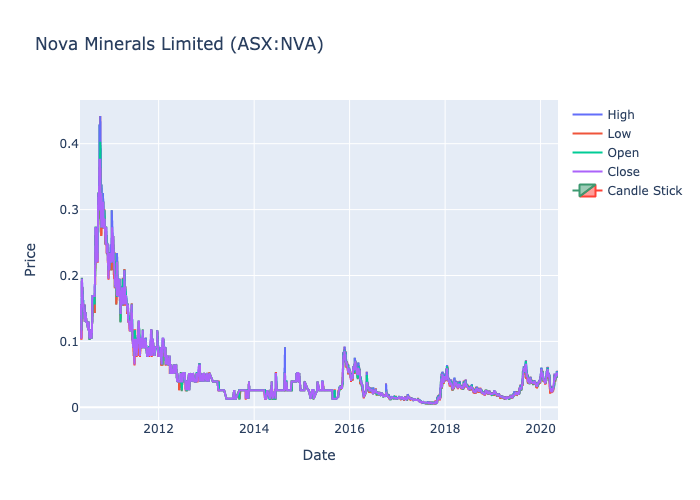 Nova Minerals Limited (ASX:NVA)
High
Low
Open
Close
Candle Stick
0.4
0.3
0.2
0.1
0
Price
2012 2014 2016 2018 2020
Date